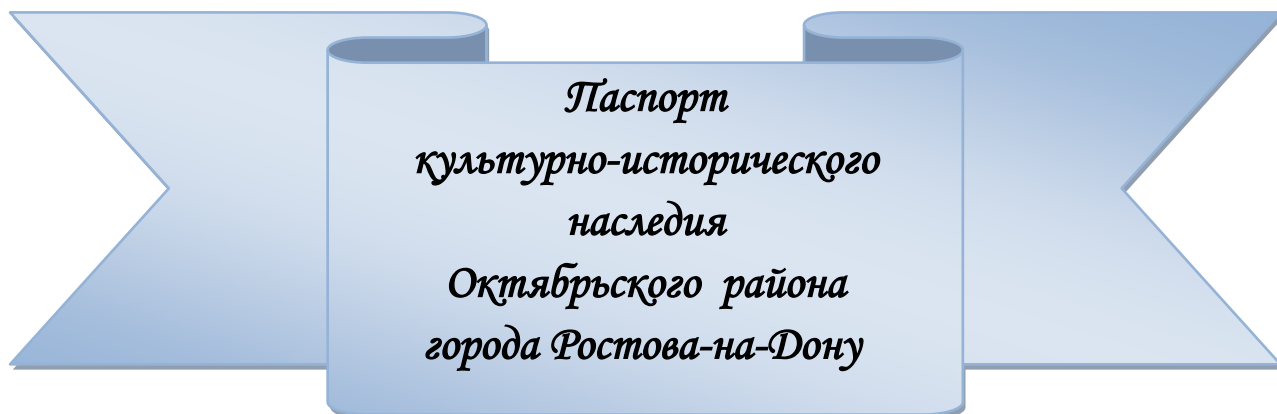 Паспорт
культурно-исторического
наследия
Октябрьского района
города Ростова-на-Дону